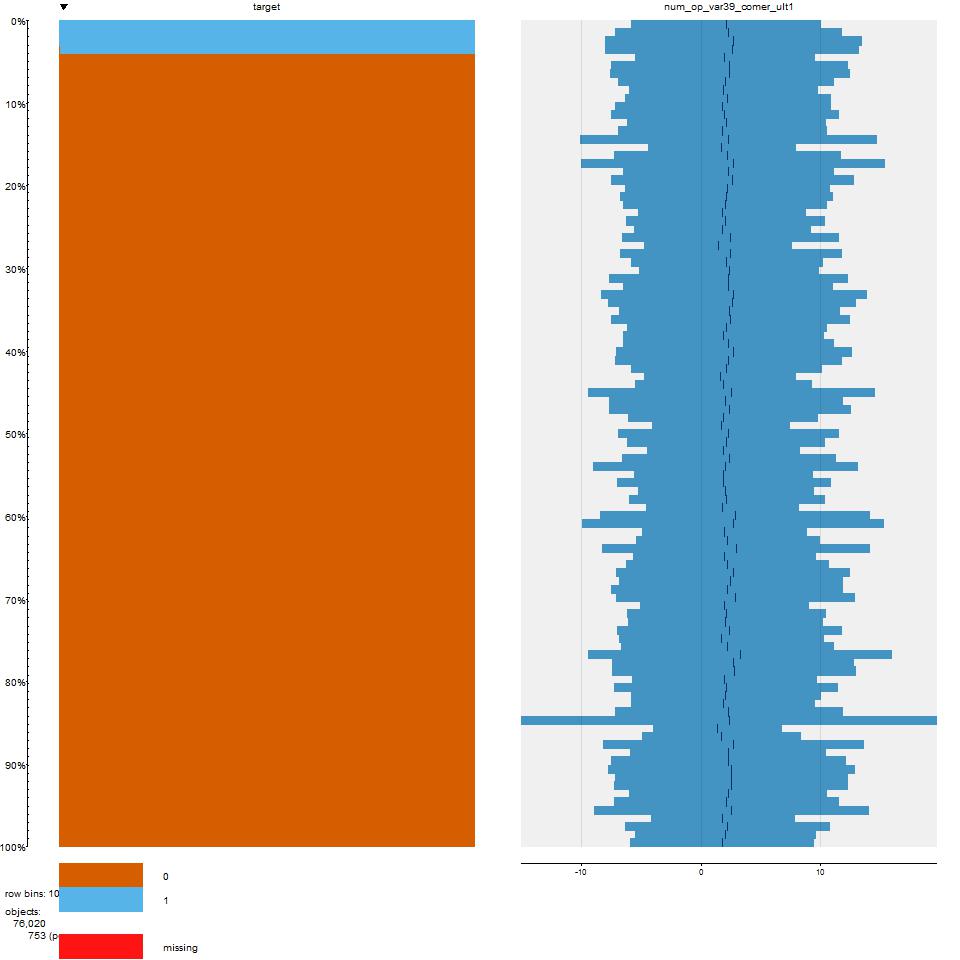 target
num_op_var39_comer_ult1
0%
10%
20%
30%
40%
50%
60%
70%
80%
90%
100%
-10 0 10
0
row bins: 10
1
objects:
76,020
753 (p
missing